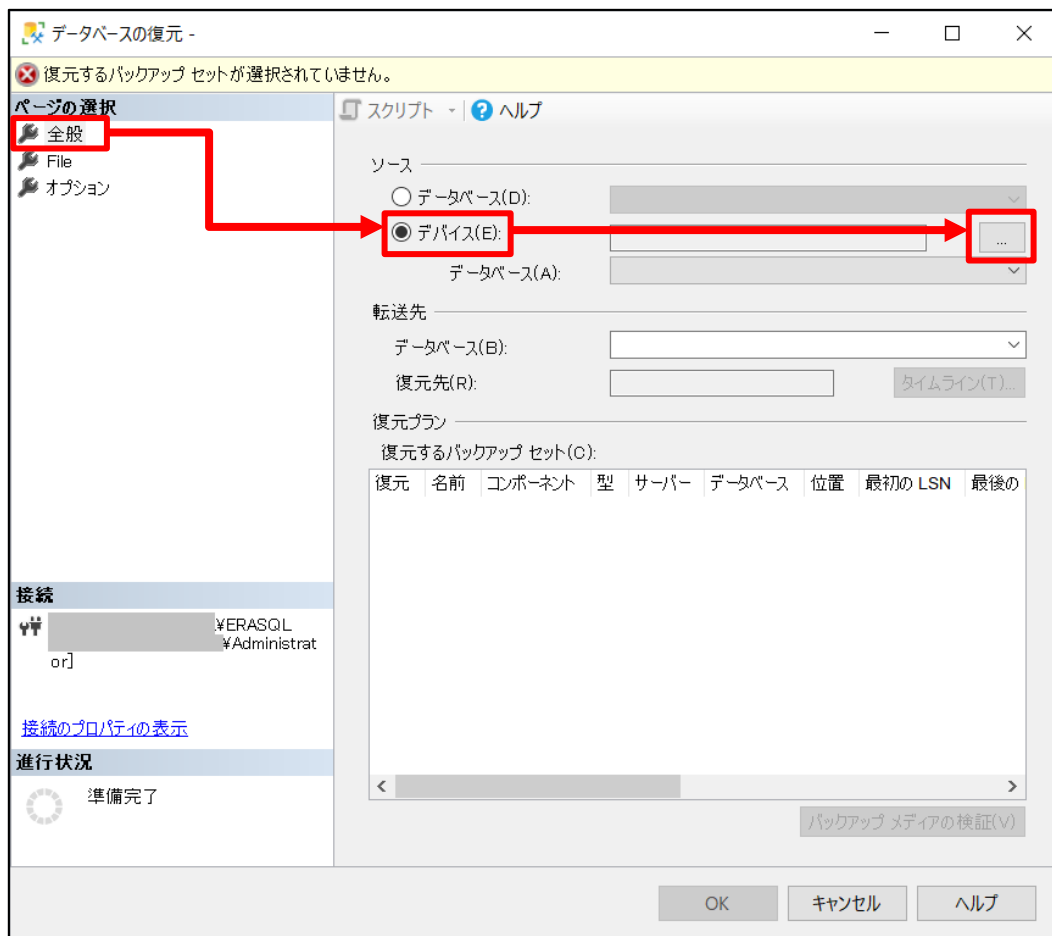 データベースの復元 -
復元するバックアップ セットが選択されていません。
ページの選択
全般
File
オプション
スクリプト
ヘルプ
ソース
データベース(D):
デバイス(E):
...
データベース(A):
転送先
データベース(B):
復元先(R):
タイムライン(T)...
復元プラン
復元するバックアップ セット(C):
復元 名前 コンポーネント 型 サーバー データベース 位置 最初の LSN 最後の
接続
¥ERASQL
¥Administrat
or]
接続のプロパティの表示
進行状況
準備完了
バックアップ メディアの検証(V)
OK キャンセル ヘルプ